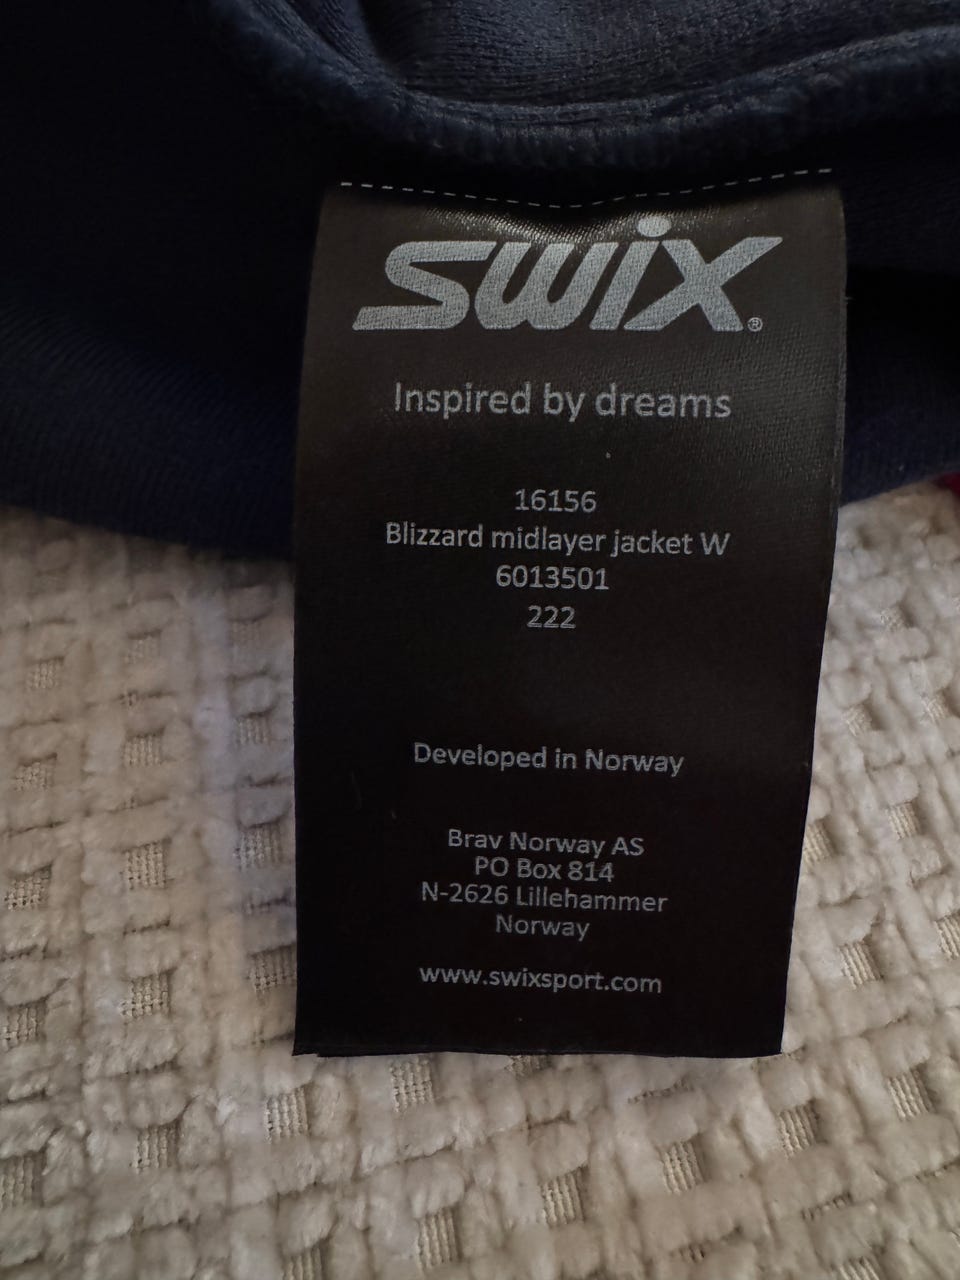 swix®
Inspired by dreams
16156
Blizzard midlayer jacket W
6013501
222
Developed in Norway
Brav Norway AS
PO Box 814
N-2626 Lillehammer
Norway
www.swixsport.com